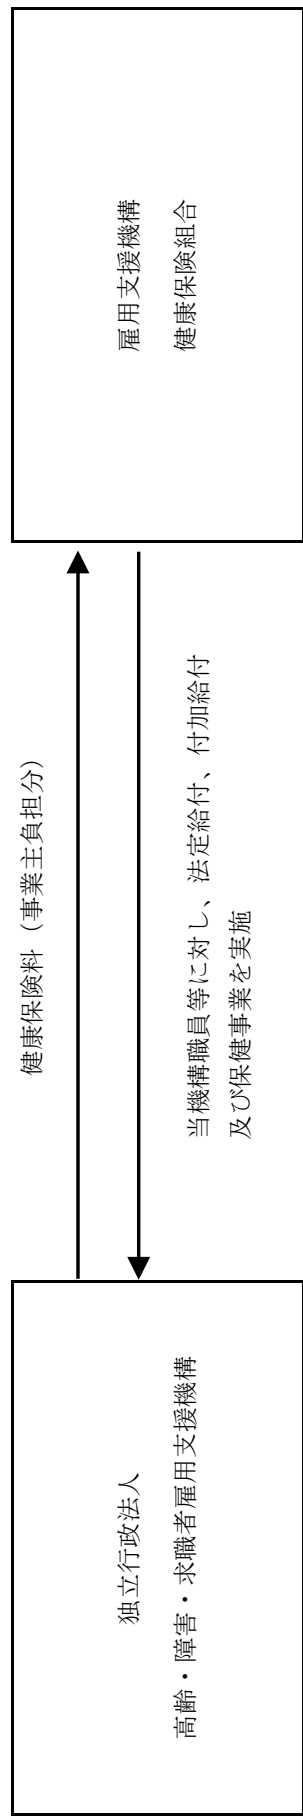 独立行政法人
高齢・障害・求職者雇用支援機構
健康保険料（事業主負担分）
当機構職員等に対し、法定給付、付加給付
及び保健事業を実施
雇用支援機構
健康保険組合